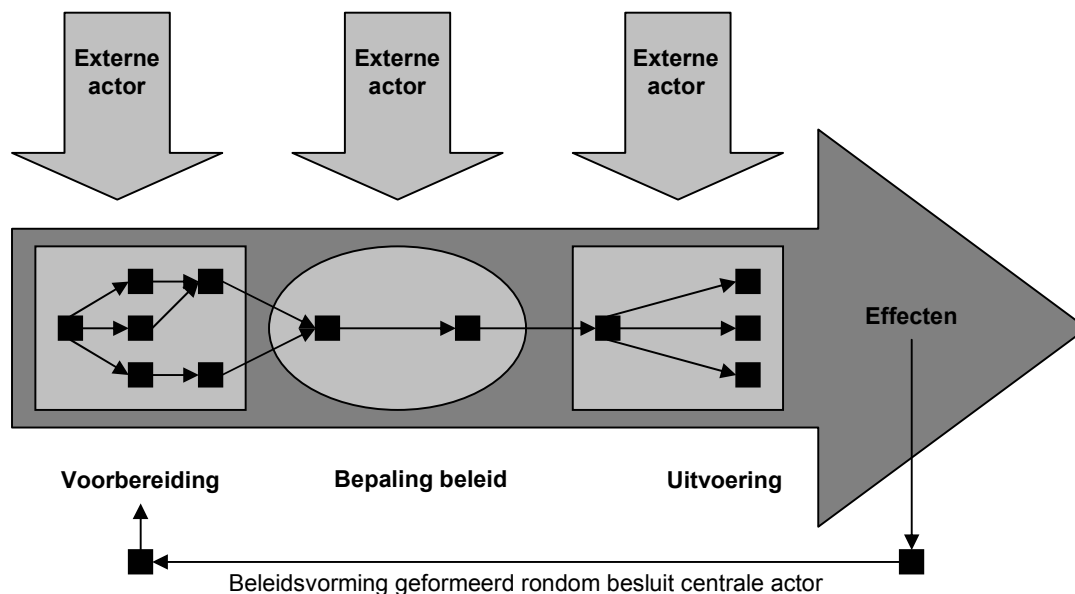 Externe
actor
Externe
actor
Externe
actor
Effecten
Voorbereiding
Bepaling beleid
Uitvoering
Beleidsvorming geformeerd rondom besluit centrale actor